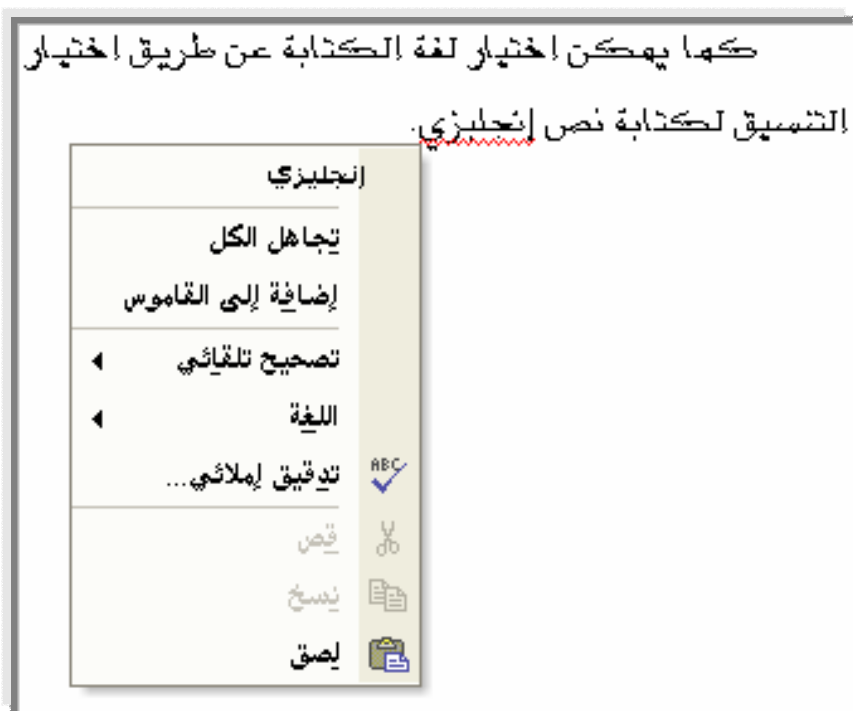 كما يمكن اختيار لغة الكتابة عن طريق اختيار
التنسيق لكتابة نص إنجليزي.
إنجليزي
تجاهل الكل
إضافة إلى القاموس
تصحيح تلقائي
اللغة
تدقيق إملائي...
ABC
قص
نسخ
لصق